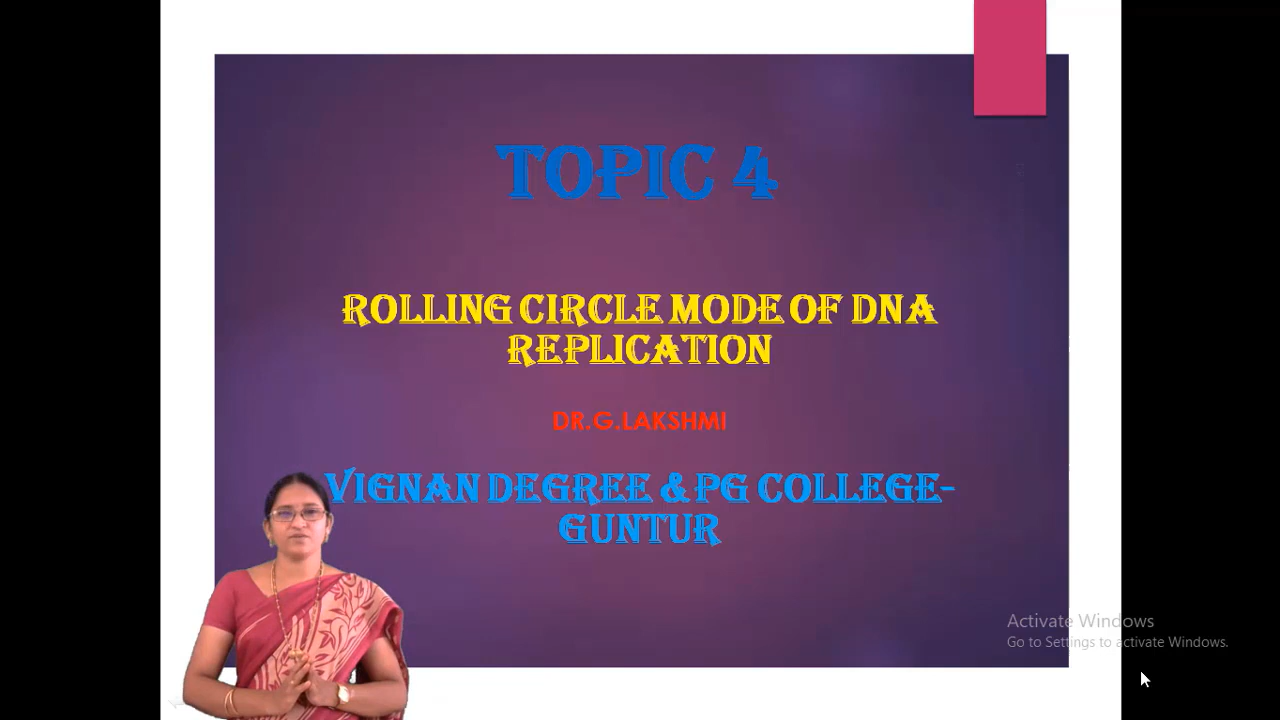 TOPIC 4
ROLLING CIRCLE MODE OF DNA
REPLICATION
DR.G.LAKSHMI
VIGNAN DEGREE & PG COLLEGE-
GUNTUR
Activate Windows
Go to Settings to activate Windows.